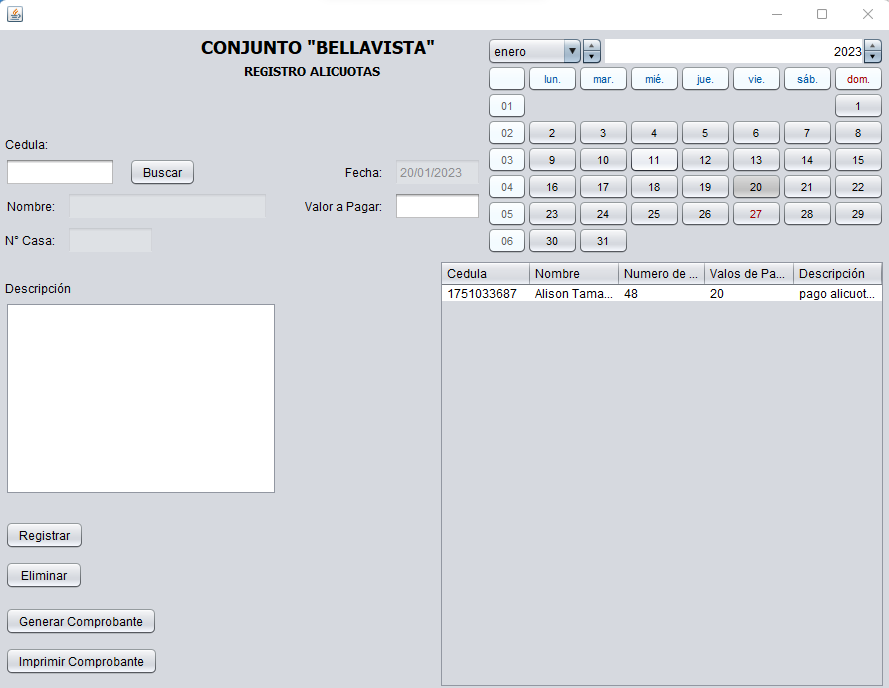 CONJUNTO "BELLAVISTA"
REGISTRO ALICUOTAS
enero 2023
lun. mar. mié. jue. vie. sáb. dom.
01 1
02 2 3 4 5 6 7 8
03 9 10 11 12 13 14 15
04 16 17 18 19 20 21 22
05 23 24 25 26 27 28 29
06 30 31
Cedula:
Buscar
Fecha: 20/01/2023
Nombre:
Valor a Pagar:
N° Casa:
Descripción
Cedula Nombre Numero de ... Valos de Pa... Descripción
1751033687 Alison Tama... 48 20 pago alicuot...
Registrar
Eliminar
Generar Comprobante
Imprimir Comprobante